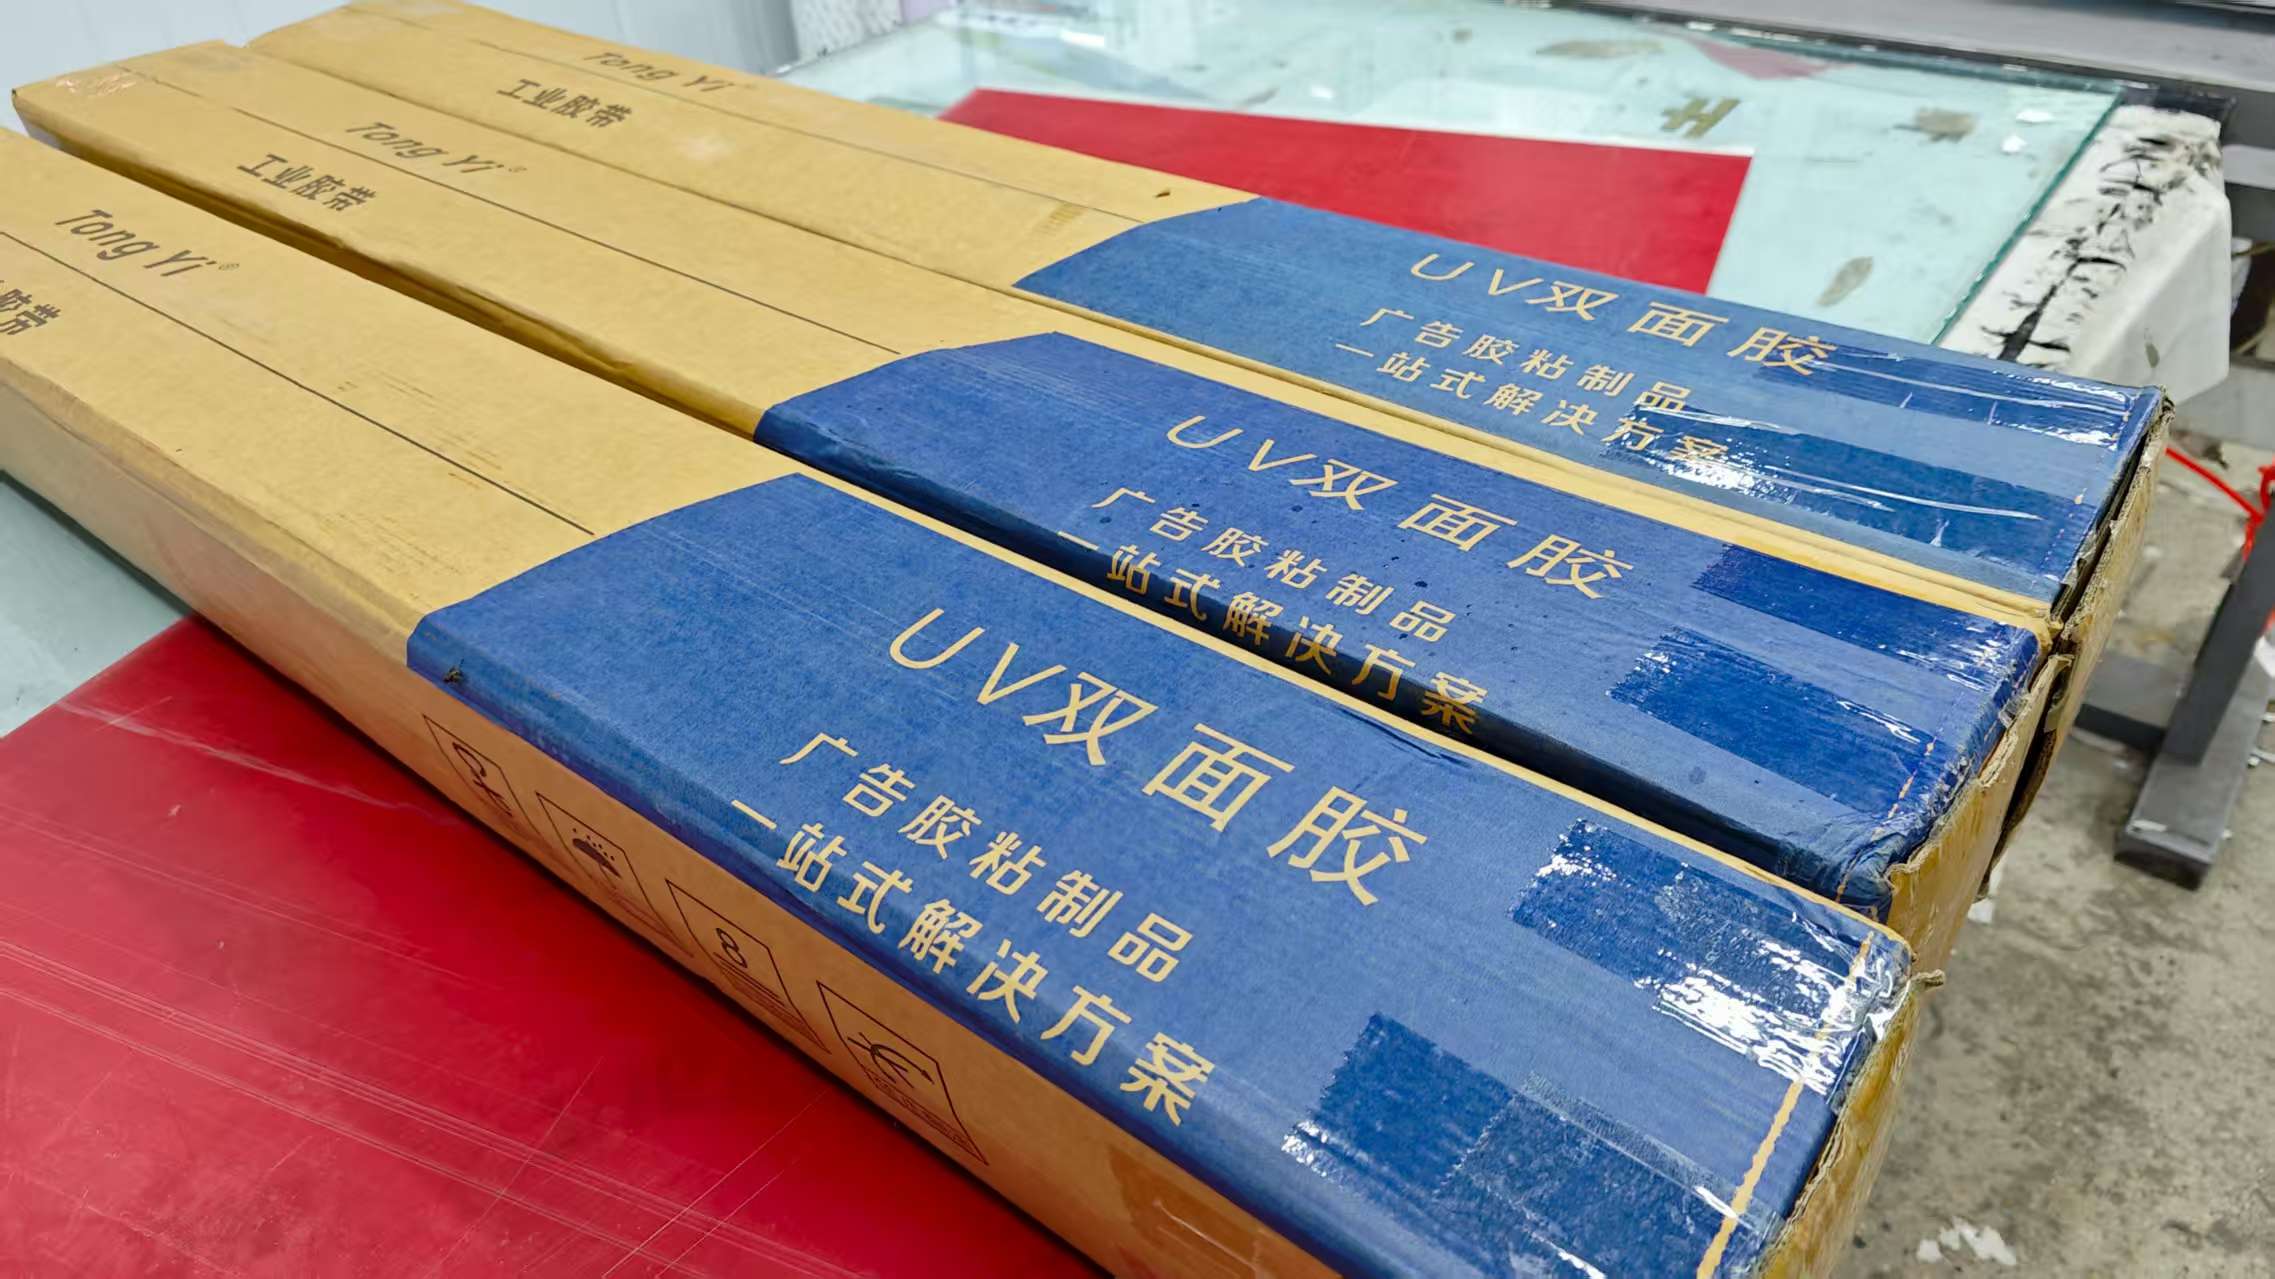 Tong Yi
工业胶带
UV双面胶
广告胶粘制品
一站式解决方案
Tong Yi®
工业胶带
UV双面胶
广告胶粘制品
一站式解决方案
Tong Yi®
胶带
UV双面胶
广告胶粘制品
一站式解决方案
8